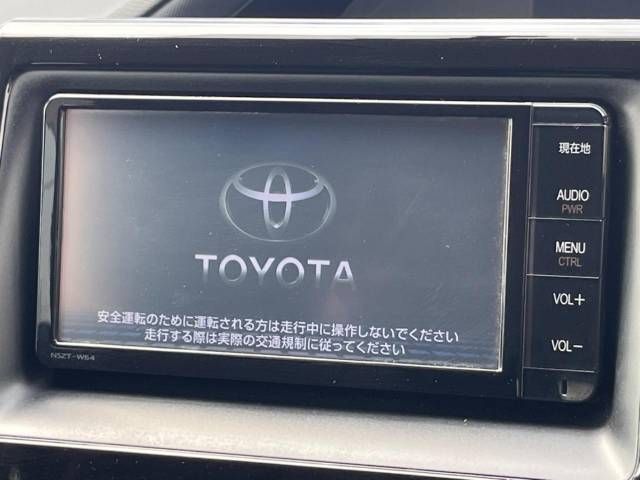 TOYOTA
安全運転のために運転される方は走行中に操作しないでください
走行する際は実際の交通規制に従ってください
NSZT-W64
現在地
AUDIO
PWR
MENU
CTRL
VOL+
VOL−